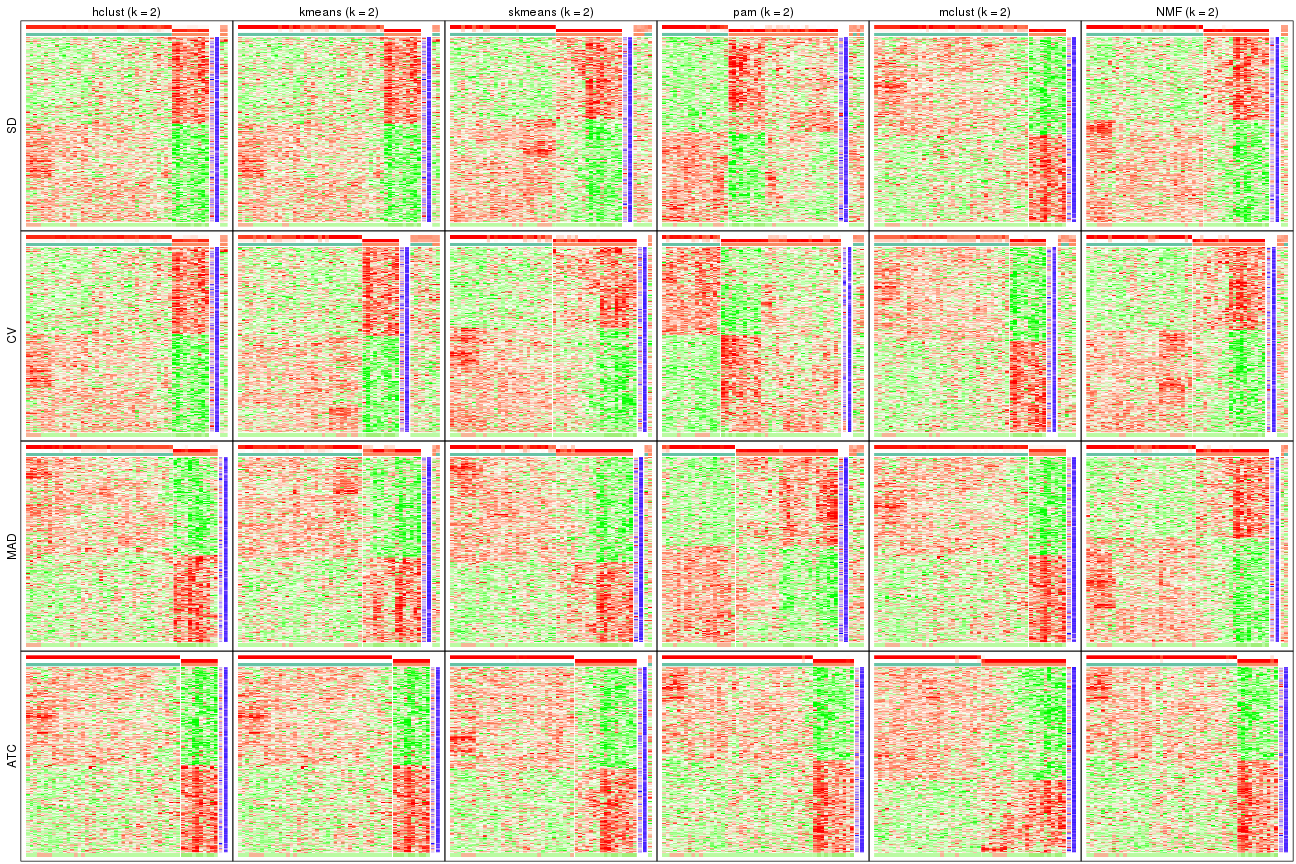 hclust (k = 2)
kmeans (k = 2)
skmeans (k = 2)
pam (k = 2)
mclust (k = 2)
NMF (k = 2)
SD
CV
MAD
ATC